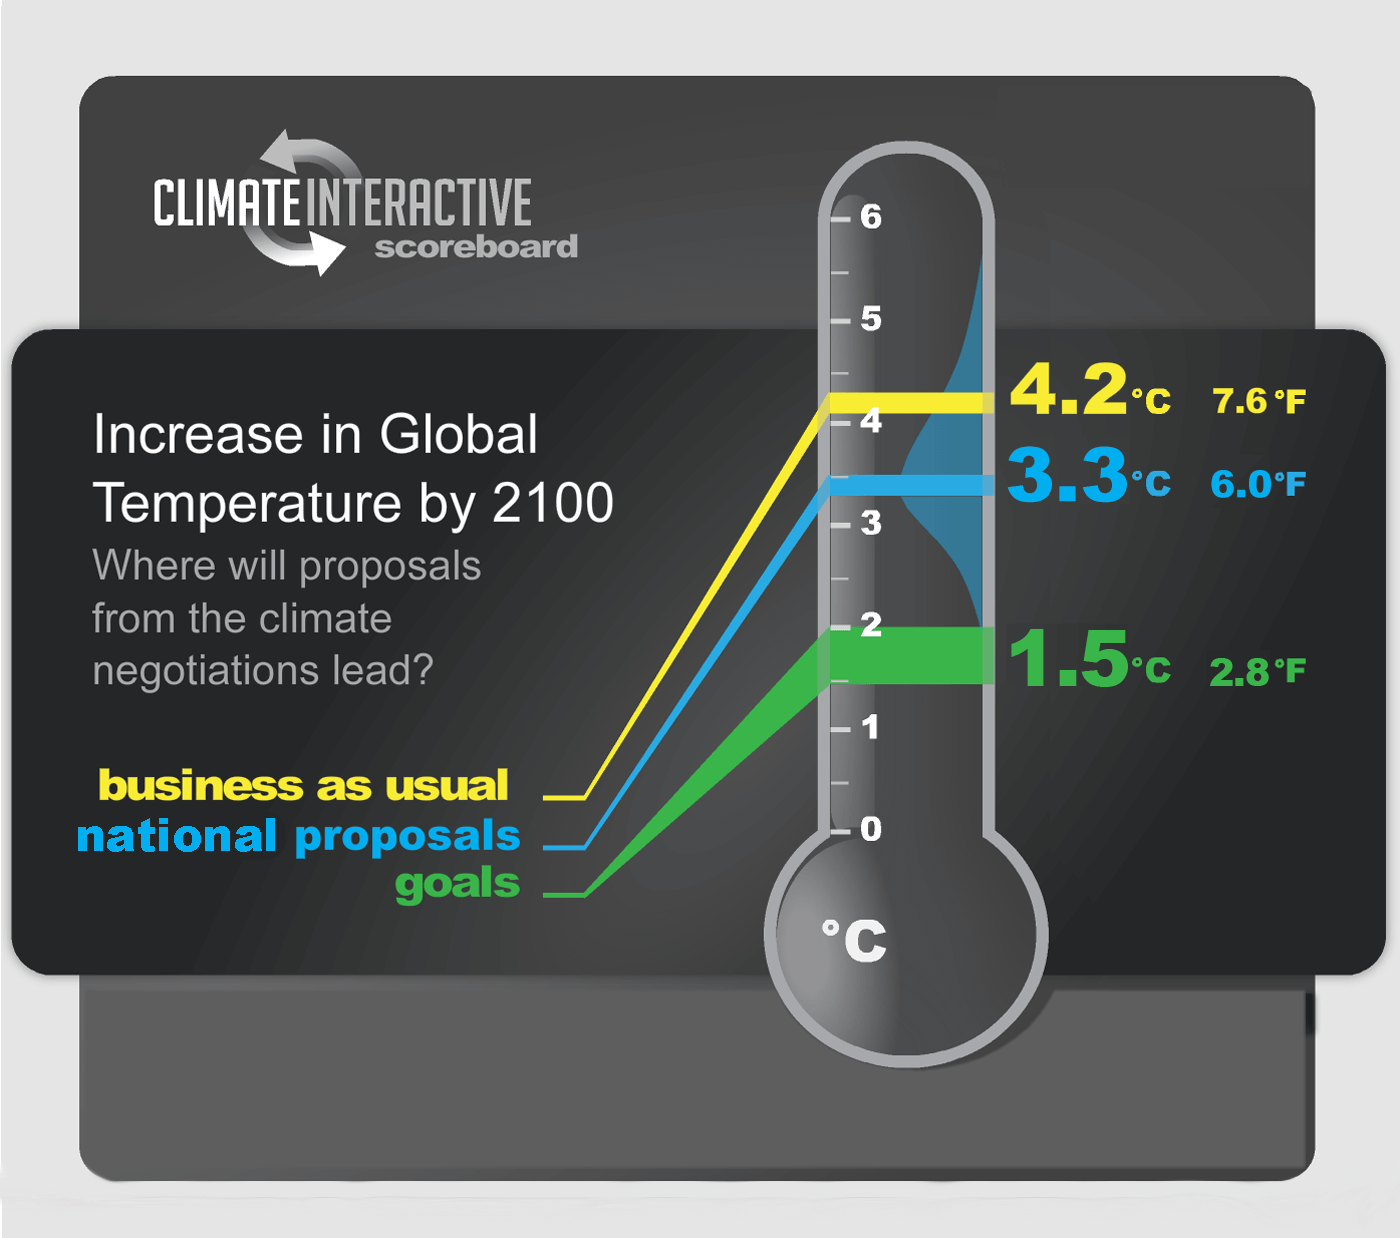 CLIMATE INTERACTIVE
scoreboard
Increase in Global
Temperature by 2100
Where will proposals
from the climate
negotiations lead?
business as usual
national proposals
goals
6
5
4
3
2
1
0
°C
4.2°C 7.6°F
3.3°C 6.0°F
1.5°C 2.8°F